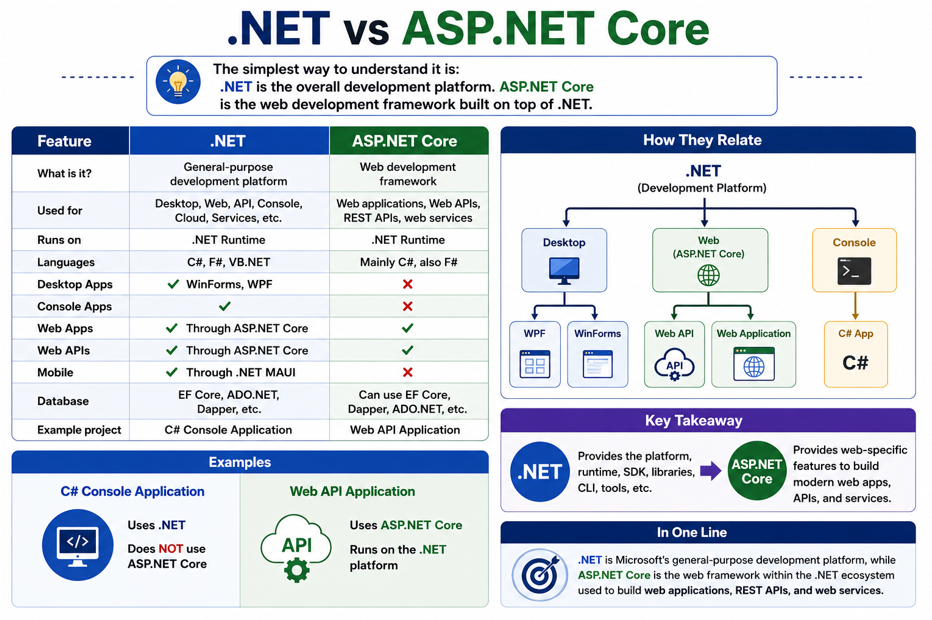 .NET vs ASP.NET Core
The simplest way to understand it is:
.NET is the overall development platform. ASP.NET Core
is the web development framework built on top of .NET.
Feature .NET ASP.NET Core
What is it? General-purpose development platform Web development framework
Used for Desktop, Web, API, Console, Cloud, Services, etc. Web applications, Web APIs, REST APIs, web services
Runs on .NET Runtime .NET Runtime
Languages C#, F#, VB.NET Mainly C#, also F#
Desktop Apps ✓ WinForms, WPF ✗
Console Apps ✓ ✗
Web Apps ✓ Through ASP.NET Core ✓
Web APIs ✓ Through ASP.NET Core ✓
Mobile ✓ Through .NET MAUI ✗
Database EF Core, ADO.NET, Dapper, etc. Can use EF Core, Dapper, ADO.NET, etc.
Example project C# Console Application Web API Application
How They Relate
.NET
(Development Platform)
Desktop
Web
(ASP.NET Core)
Console
>_
WPF
WinForms
Web API
API
Web Application
C# App
C#
Key Takeaway
.NET
Provides the platform,
runtime, SDK, libraries,
CLI, tools, etc.
ASP.NET
Core
Provides web-specific
features to build
modern web apps,
APIs, and services.
Examples
C# Console Application
</>
Uses .NET
Does NOT use
ASP.NET Core
Web API Application
API
Uses ASP.NET Core
Runs on the .NET
platform
In One Line
.NET is Microsoft's general-purpose development platform, while
ASP.NET Core is the web framework within the .NET ecosystem
used to build web applications, REST APIs, and web services.